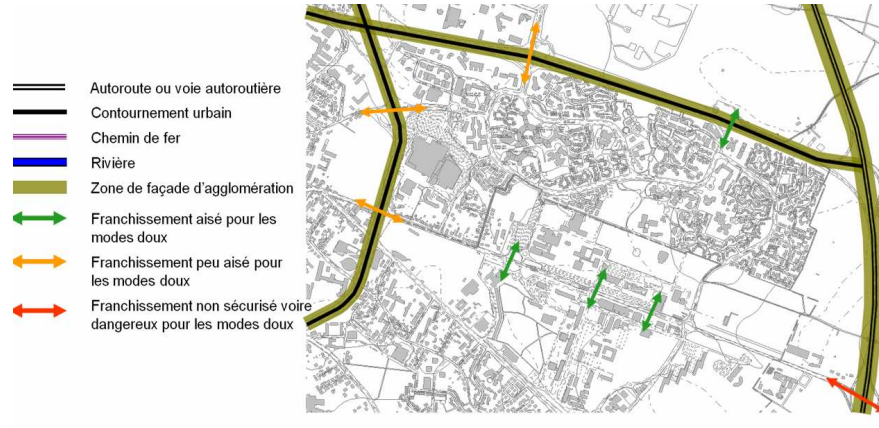 Autoroute ou voie autoroutière
Contournement urbain
Chemin de fer
Rivière
Zone de façade d'agglomération
Franchissement aisé pour les
modes doux
Franchissement peu aisé pour
les modes doux
Franchissement non sécurisé voire
dangereux pour les modes doux